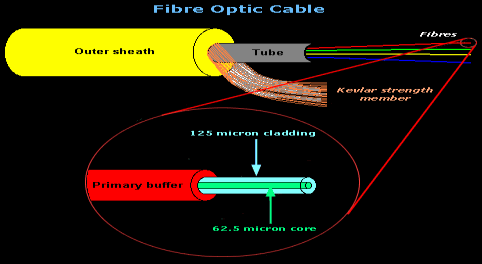 Fibre Optic Cable
Fibres
Outer sheath
Tube
Kevlar strength
member
125 micron cladding
Primary buffer
62.5 micron core